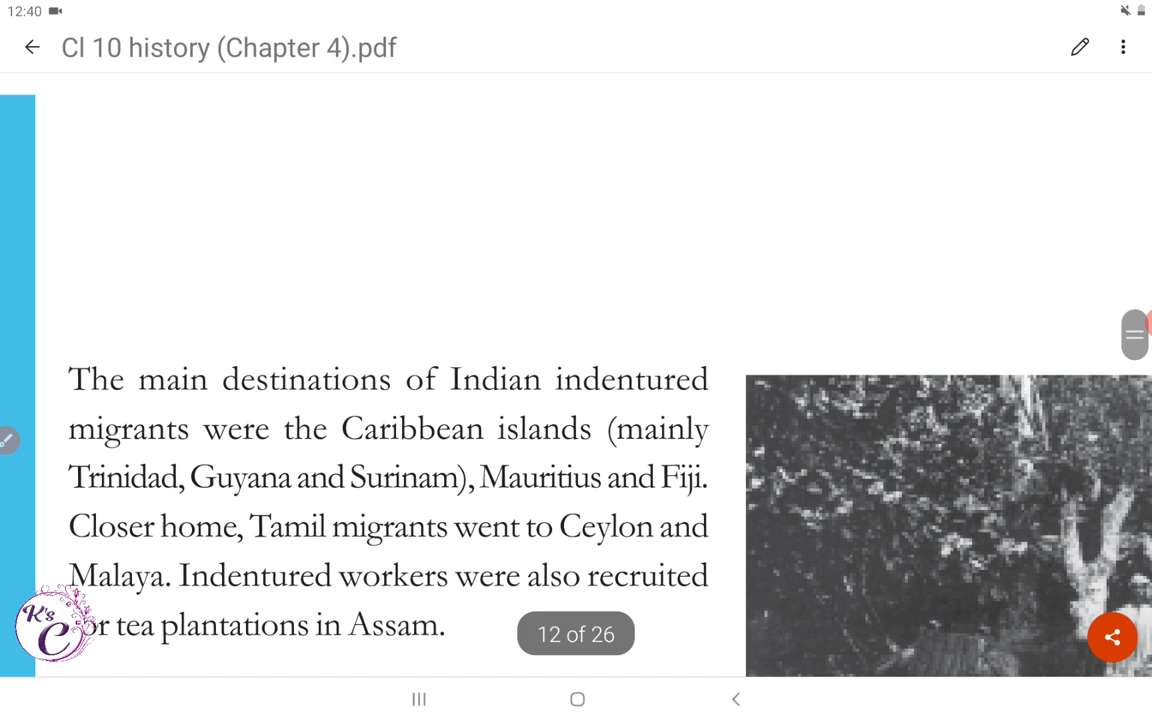 12:40
Cl 10 history (Chapter 4).pdf
The main destinations of Indian indentured
migrants were the Caribbean islands (mainly
Trinidad, Guyana and Surinam), Mauritius and Fiji.
Closer home, Tamil migrants went to Ceylon and
Malaya. Indentured workers were also recruited
or tea plantations in Assam.
12 of 26
K's
C